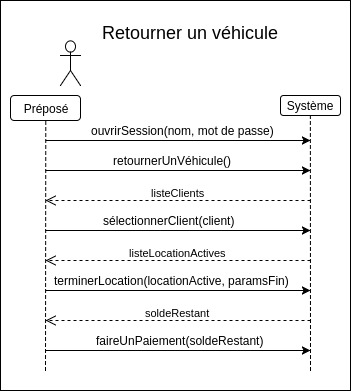 Retourner un véhicule
Préposé
Système
ouvrirSession(nom, mot de passe)
retournerUnVéhicule()
listeClients
sélectionnerClient(client)
listeLocationActives
terminerLocation(locationActive, paramsFin)
soldeRestant
faireUnPaiement(soldeRestant)